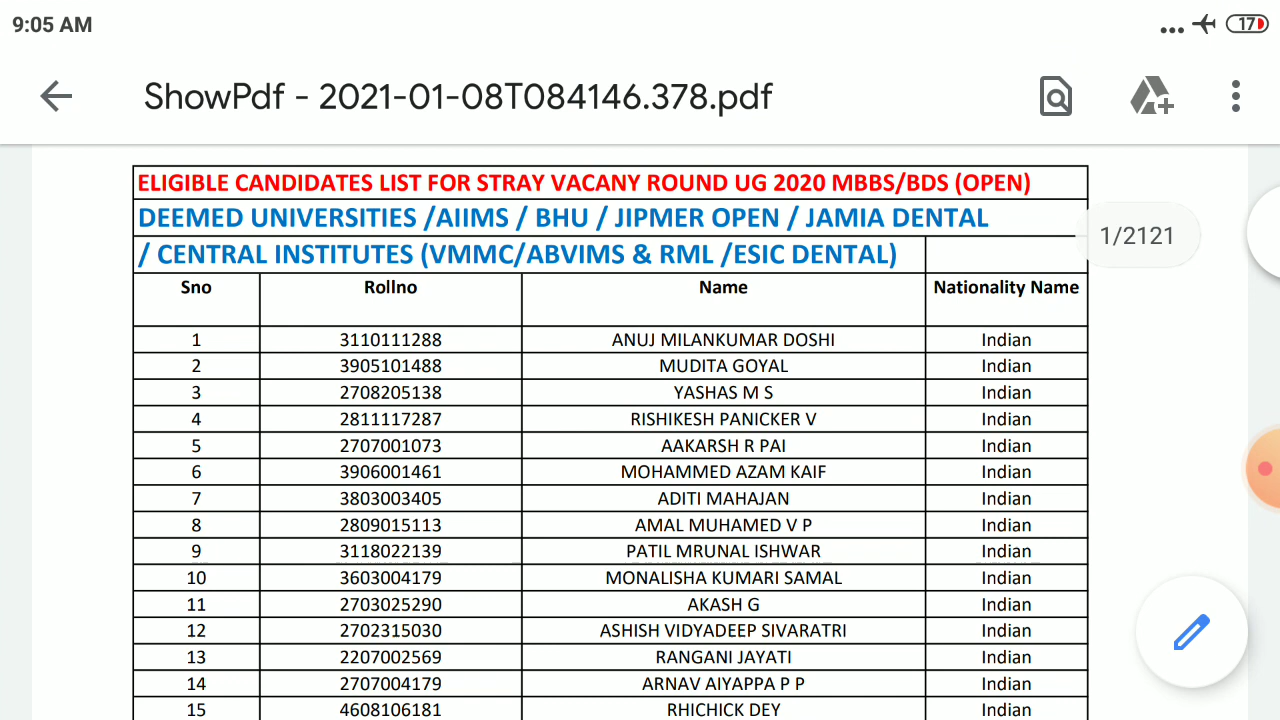 9:05 AM
17
ShowPdf - 2021-01-08T084146.378.pdf
ELIGIBLE CANDIDATES LIST FOR STRAY VACANY ROUND UG 2020 MBBS/BDS (OPEN)
DEEMED UNIVERSITIES /AIIMS / BHU / JIPMER OPEN / JAMIA DENTAL
1/2121
/ CENTRAL INSTITUTES (VMMC/ABVIMS & RML /ESIC DENTAL)
Sno Rollno Name Nationality Name
1 3110111288 ANUJ MILANKUMAR DOSHI Indian
2 3905101488 MUDITA GOYAL Indian
3 2708205138 YASHAS M S Indian
4 2811117287 RISHIKESH PANICKER V Indian
5 2707001073 AAKARSH R PAI Indian
6 3906001461 MOHAMMED AZAM KAIF Indian
7 3803003405 ADITI MAHAJAN Indian
8 2809015113 AMAL MUHAMED V P Indian
9 3118022139 PATIL MRUNAL ISHWAR Indian
10 3603004179 MONALISHA KUMARI SAMAL Indian
11 2703025290 AKASH G Indian
12 2702315030 ASHISH VIDYADEEP SIVARATRI Indian
13 2207002569 RANGANI JAYATI Indian
14 2707004179 ARNAV AIYAPPA P P Indian
15 4608106181 RHICHICK DEY Indian